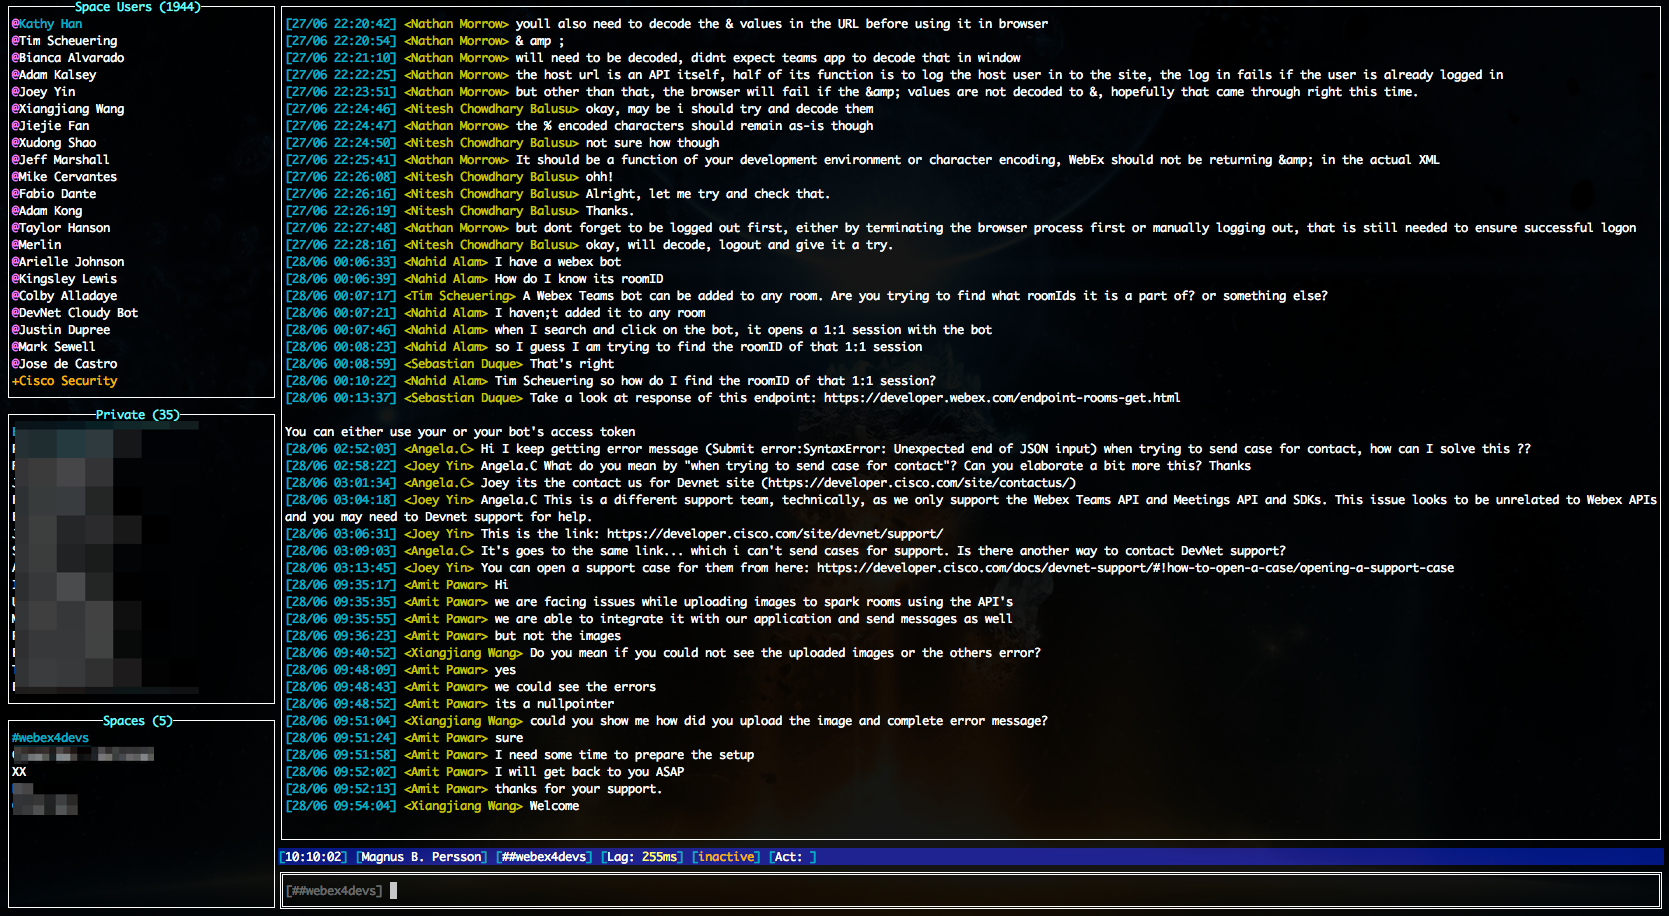 Space Users (1944)
@Kathy Han
@Tim Scheuering
@Bianca Alvarado
@Adam Kalsey
@Joey Yin
@Xiangjiang Wang
@Jiejie Fan
@Xudong Shao
@Jeff Marshall
@Mike Cervantes
@Fabio Dante
@Adam Kong
@Taylor Hanson
@Merlin
@Arielle Johnson
@Kingsley Lewis
@Colby Alladaye
@DevNet Cloudy Bot
@Justin Dupree
@Mark Sewell
@Jose de Castro
+Cisco Security
Private (35)
Spaces (5)
#webex4devs
XX
[27/06 22:20:42] <Nathan Morrow> youll also need to decode the & values in the URL before using it in browser
[27/06 22:20:54] <Nathan Morrow> & amp ;
[27/06 22:21:10] <Nathan Morrow> will need to be decoded, didnt expect teams app to decode that in window
[27/06 22:22:25] <Nathan Morrow> the host url is an API itself, half of its function is to log the host user in to the site, the log in fails if the user is already logged in
[27/06 22:23:51] <Nathan Morrow> but other than that, the browser will fail if the &amp; values are not decoded to &, hopefully that came through right this time.
[27/06 22:24:46] <Nitesh Chowdhary Balusu> okay, may be i should try and decode them
[27/06 22:24:47] <Nathan Morrow> the % encoded characters should remain as-is though
[27/06 22:24:50] <Nitesh Chowdhary Balusu> not sure how though
[27/06 22:25:41] <Nathan Morrow> It should be a function of your development environment or character encoding, WebEx should not be returning &amp; in the actual XML
[27/06 22:26:08] <Nitesh Chowdhary Balusu> ohh!
[27/06 22:26:16] <Nitesh Chowdhary Balusu> Alright, let me try and check that.
[27/06 22:26:19] <Nitesh Chowdhary Balusu> Thanks.
[27/06 22:27:48] <Nathan Morrow> but dont forget to be logged out first, either by terminating the browser process first or manually logging out, that is still needed to ensure successful logon
[27/06 22:28:16] <Nitesh Chowdhary Balusu> okay, will decode, logout and give it a try.
[28/06 00:06:33] <Nahid Alam> I have a webex bot
[28/06 00:06:39] <Nahid Alam> How do I know its roomID
[28/06 00:07:17] <Tim Scheuering> A Webex Teams bot can be added to any room. Are you trying to find what roomIds it is a part of? or something else?
[28/06 00:07:21] <Nahid Alam> I haven;t added it to any room
[28/06 00:07:46] <Nahid Alam> when I search and click on the bot, it opens a 1:1 session with the bot
[28/06 00:08:23] <Nahid Alam> so I guess I am trying to find the roomID of that 1:1 session
[28/06 00:08:59] <Sebastian Duque> That's right
[28/06 00:10:22] <Nahid Alam> Tim Scheuering so how do I find the roomID of that 1:1 session?
[28/06 00:13:37] <Sebastian Duque> Take a look at response of this endpoint: https://developer.webex.com/endpoint-rooms-get.html
You can either use your or your bot's access token
[28/06 02:52:03] <Angela.C> Hi I keep getting error message (Submit error:SyntaxError: Unexpected end of JSON input) when trying to send case for contact, how can I solve this ??
[28/06 02:58:22] <Joey Yin> Angela.C What do you mean by "when trying to send case for contact"? Can you elaborate a bit more this? Thanks
[28/06 03:01:34] <Angela.C> Joey its the contact us for Devnet site (https://developer.cisco.com/site/contactus/)
[28/06 03:04:18] <Joey Yin> Angela.C This is a different support team, technically, as we only support the Webex Teams API and Meetings API and SDKs. This issue looks to be unrelated to Webex APIs
and you may need to Devnet support for help.
[28/06 03:06:31] <Joey Yin> This is the link: https://developer.cisco.com/site/devnet/support/
[28/06 03:09:03] <Angela.C> It's goes to the same link... which i can't send cases for support. Is there another way to contact DevNet support?
[28/06 03:13:45] <Joey Yin> You can open a support case for them from here: https://developer.cisco.com/docs/devnet-support/#!how-to-open-a-case/opening-a-support-case
[28/06 09:35:17] <Amit Pawar> Hi
[28/06 09:35:35] <Amit Pawar> we are facing issues while uploading images to spark rooms using the API's
[28/06 09:35:55] <Amit Pawar> we are able to integrate it with our application and send messages as well
[28/06 09:36:23] <Amit Pawar> but not the images
[28/06 09:40:52] <Xiangjiang Wang> Do you mean if you could not see the uploaded images or the others error?
[28/06 09:48:09] <Amit Pawar> yes
[28/06 09:48:43] <Amit Pawar> we could see the errors
[28/06 09:48:52] <Amit Pawar> its a nullpointer
[28/06 09:51:04] <Xiangjiang Wang> could you show me how did you upload the image and complete error message?
[28/06 09:51:24] <Amit Pawar> sure
[28/06 09:51:58] <Amit Pawar> I need some time to prepare the setup
[28/06 09:52:02] <Amit Pawar> I will get back to you ASAP
[28/06 09:52:13] <Amit Pawar> thanks for your support.
[28/06 09:54:04] <Xiangjiang Wang> Welcome
[10:10:02] [Magnus B. Persson] [##webex4devs] [Lag: 255ms] [inactive] [Act: ]
[##webex4devs]